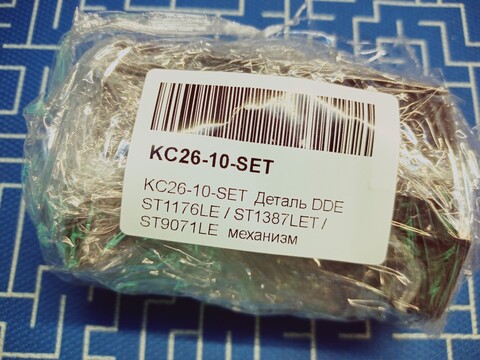 KC26-10-SET
KC26-10-SET Деталь DDE
ST1176LE / ST1387LET /
ST9071LE механизм